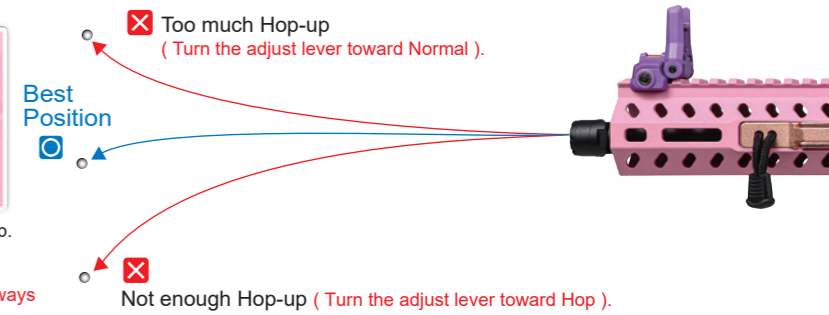 Too much Hop-up
( Turn the adjust lever toward Normal ).
Best
Position
Not enough Hop-up ( Turn the adjust lever toward Hop ).